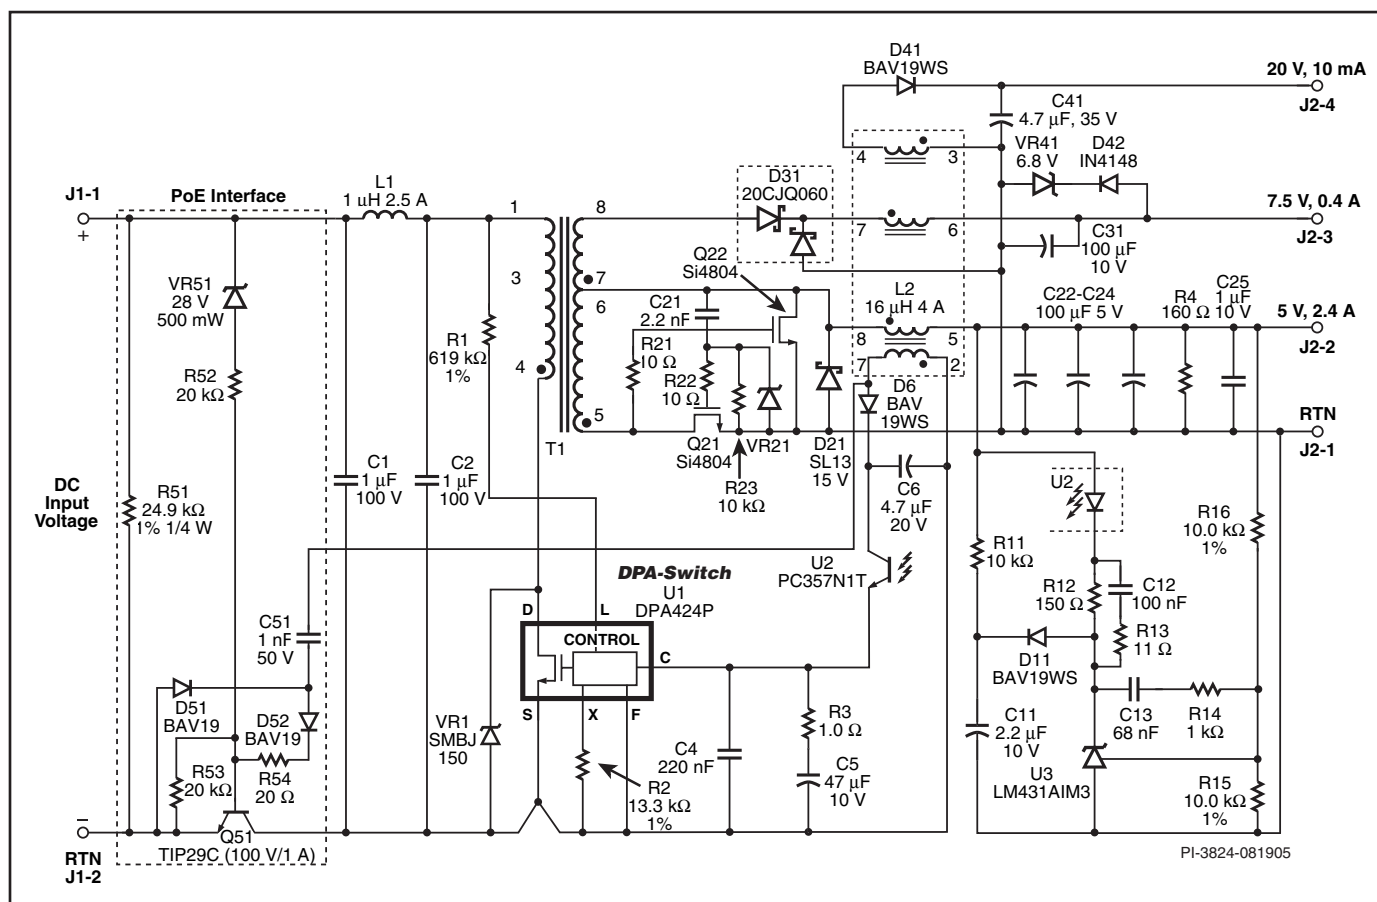 D41
BAV19WS
20 V, 10 mA
J2-4
C41
4.7 µF, 35 V
4
3
VR41
6.8 V
D42
IN4148
J1-1
+
PoE Interface
L1
1 µH 2.5 A
1
8
D31
20CJQ060
7
6
7.5 V, 0.4 A
J2-3
C31
100 µF
10 V
VR51
28 V
500 mW
3
7
6
Q22
Si4804
L2
16 µH 4 A
C22-C24
100 µF 5 V
R4
160 Ω
C25
1 µF
10 V
5 V, 2.4 A
J2-2
C21
2.2 nF
R1
619 kΩ
1%
R21
10 Ω
R22
10 Ω
8
5
7
2
R52
20 kΩ
4
5
T1
D6
BAV
19WS
RTN
J2-1
Q21
Si4804
VR21
D21
SL13
15 V
R23
10 kΩ
DC
Input
Voltage
R51
24.9 kΩ
1% 1/4 W
C1
1 µF
100 V
C2
1 µF
100 V
C6
4.7 µF
20 V
U2
R16
10.0 kΩ
1%
R11
10 kΩ
DPA-Switch
U1
DPA424P
U2
PC357N1T
R12
150 Ω
C12
100 nF
R13
11 Ω
C51
1 nF
50 V
D
L
CONTROL
C
S
X
F
D11
BAV19WS
D51
BAV19
D52
BAV19
VR1
SMBJ
150
R3
1.0 Ω
C4
220 nF
C5
47 µF
10 V
C11
2.2 µF
10 V
C13
68 nF
R14
1 kΩ
U3
LM431AIM3
R15
10.0 kΩ
1%
R53
20 kΩ
R54
20 Ω
R2
13.3 kΩ
1%
−
RTN
J1-2
Q51
TIP29C (100 V/1 A)
PI-3824-081905